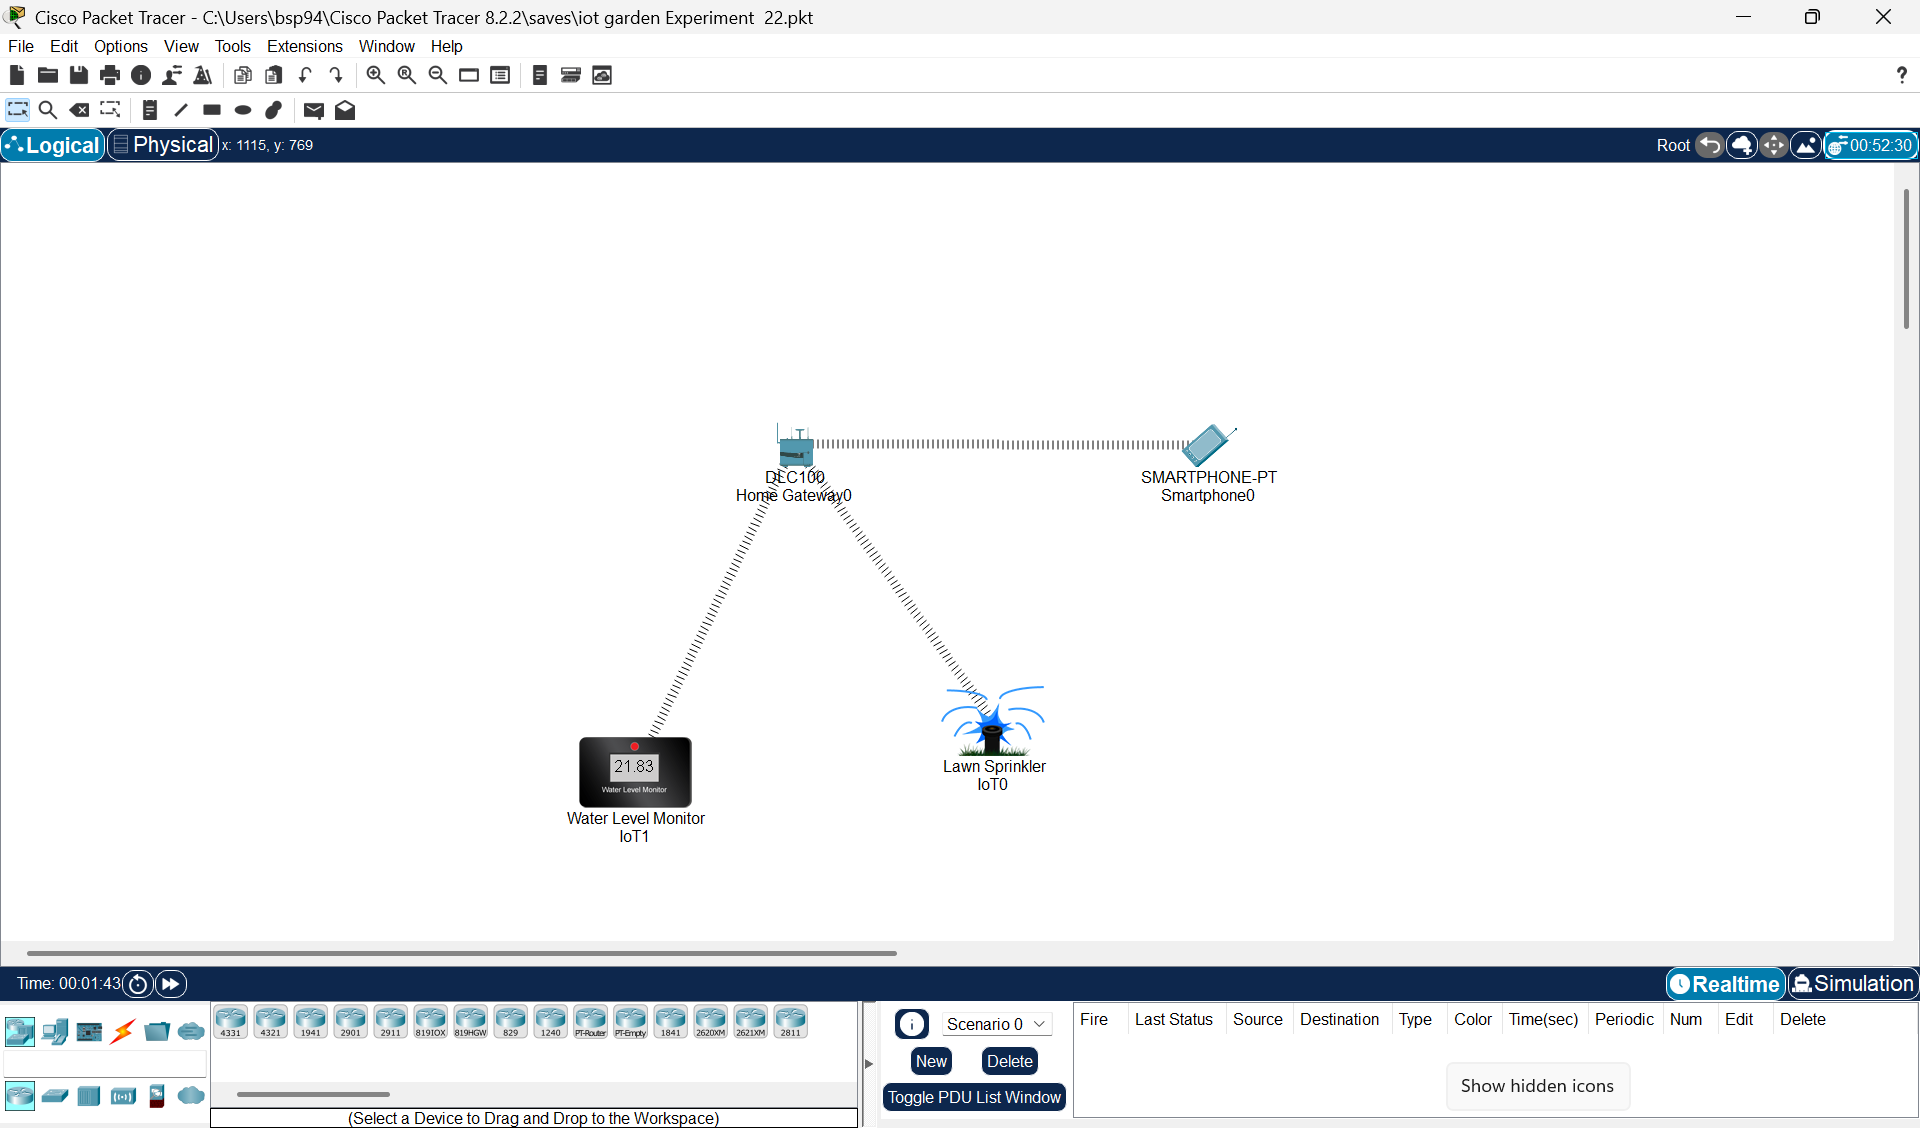 Cisco Packet Tracer - C:\Users\bsp94\Cisco Packet Tracer 8.2.2\saves\iot garden Experiment  22.pkt
File Edit Options View Tools Extensions Window Help
Logical Physical x: 1115, y: 769 Root 00:52:30
DLC100
Home Gateway0
SMARTPHONE-PT
Smartphone0
21.83
Water Level Monitor
Water Level Monitor
IoT1
Lawn Sprinkler
IoT0
Time: 00:01:43 Realtime Simulation
4331 4321 1941 2901 2911 819IOX 819HGW 829 1240 PT-Router PT-Empty 1841 2620XM 2621XM 2811
(Select a Device to Drag and Drop to the Workspace)
Scenario 0
New Delete
Toggle PDU List Window
Fire Last Status Source Destination Type Color Time(sec) Periodic Num Edit Delete
Show hidden icons